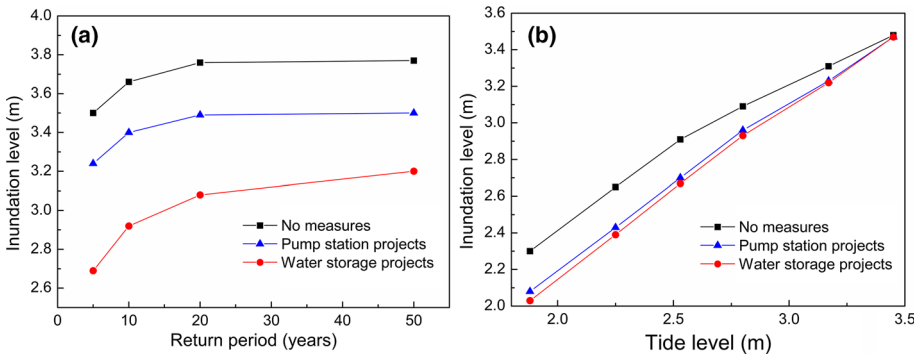 (a)
Inundation level (m)
4.0
3.8
3.6
3.4
3.2
3.0
2.8
2.6
No measures
Pump station projects
Water storage projects
0 10 20 30 40 50
Return period (years)
(b)
Inundation level (m)
3.6
3.4
3.2
3.0
2.8
2.6
2.4
2.2
2.0
No measures
Pump station projects
Water storage projects
2.0 2.5 3.0 3.5
Tide level (m)